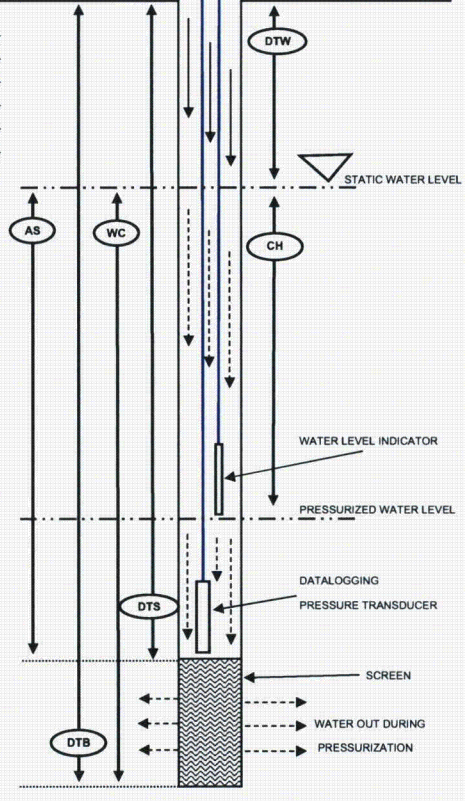 DTW
STATIC WATER LEVEL
AS
WC
CH
WATER LEVEL INDICATOR
PRESSURIZED WATER LEVEL
DATALOGGING
PRESSURE TRANSDUCER
DTS
SCREEN
WATER OUT DURING
PRESSURIZATION
DTB